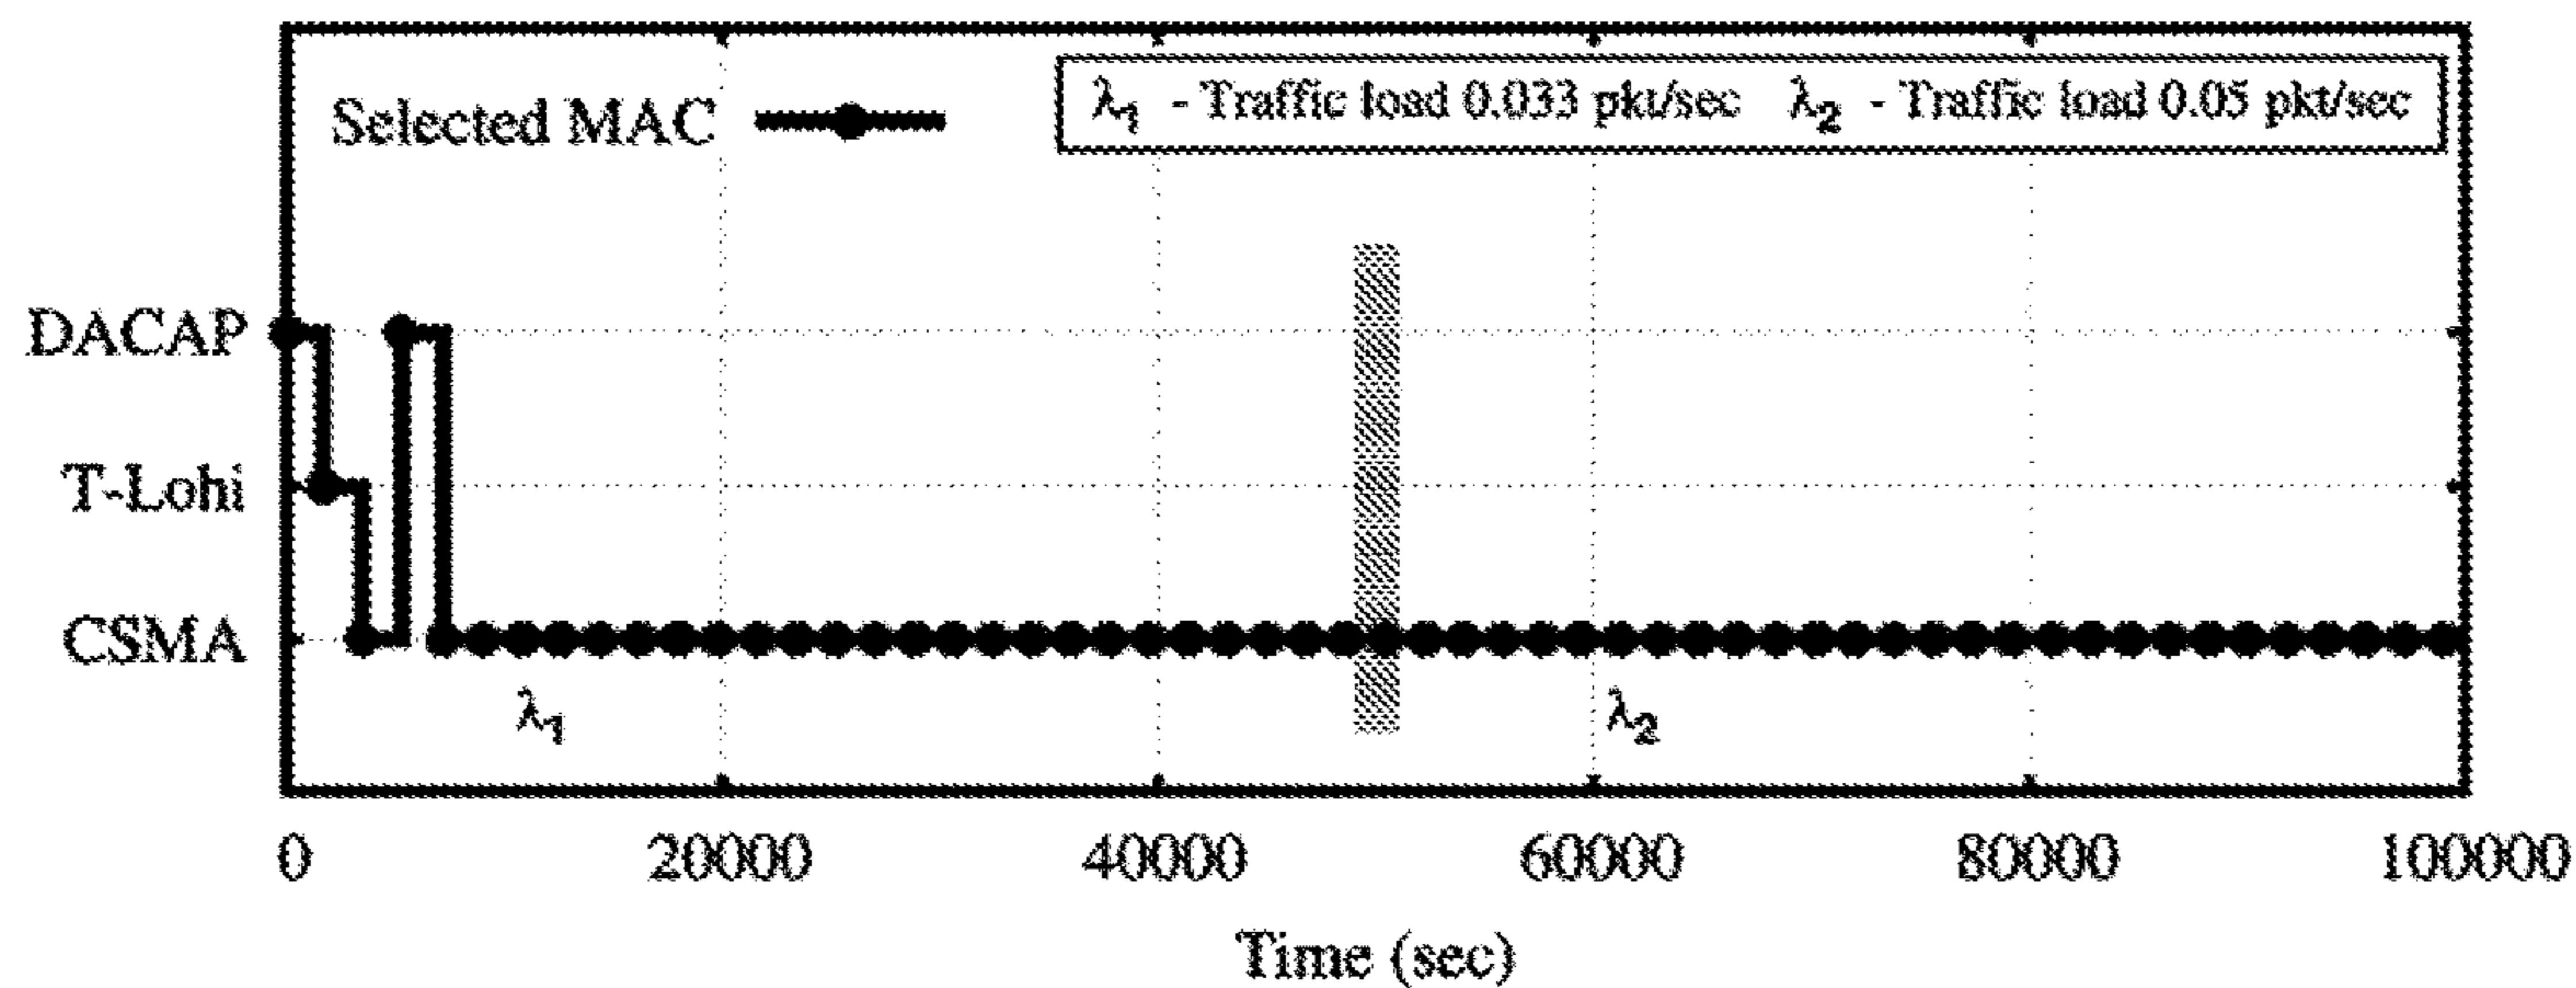 Selected MAC
λ1 - Traffic load 0.033 pkt/sec λ2 - Traffic load 0.05 pkt/sec
DACAP
T-Lohi
CSMA
λ1 λ2
0 20000 40000 60000 80000 100000
Time (sec)